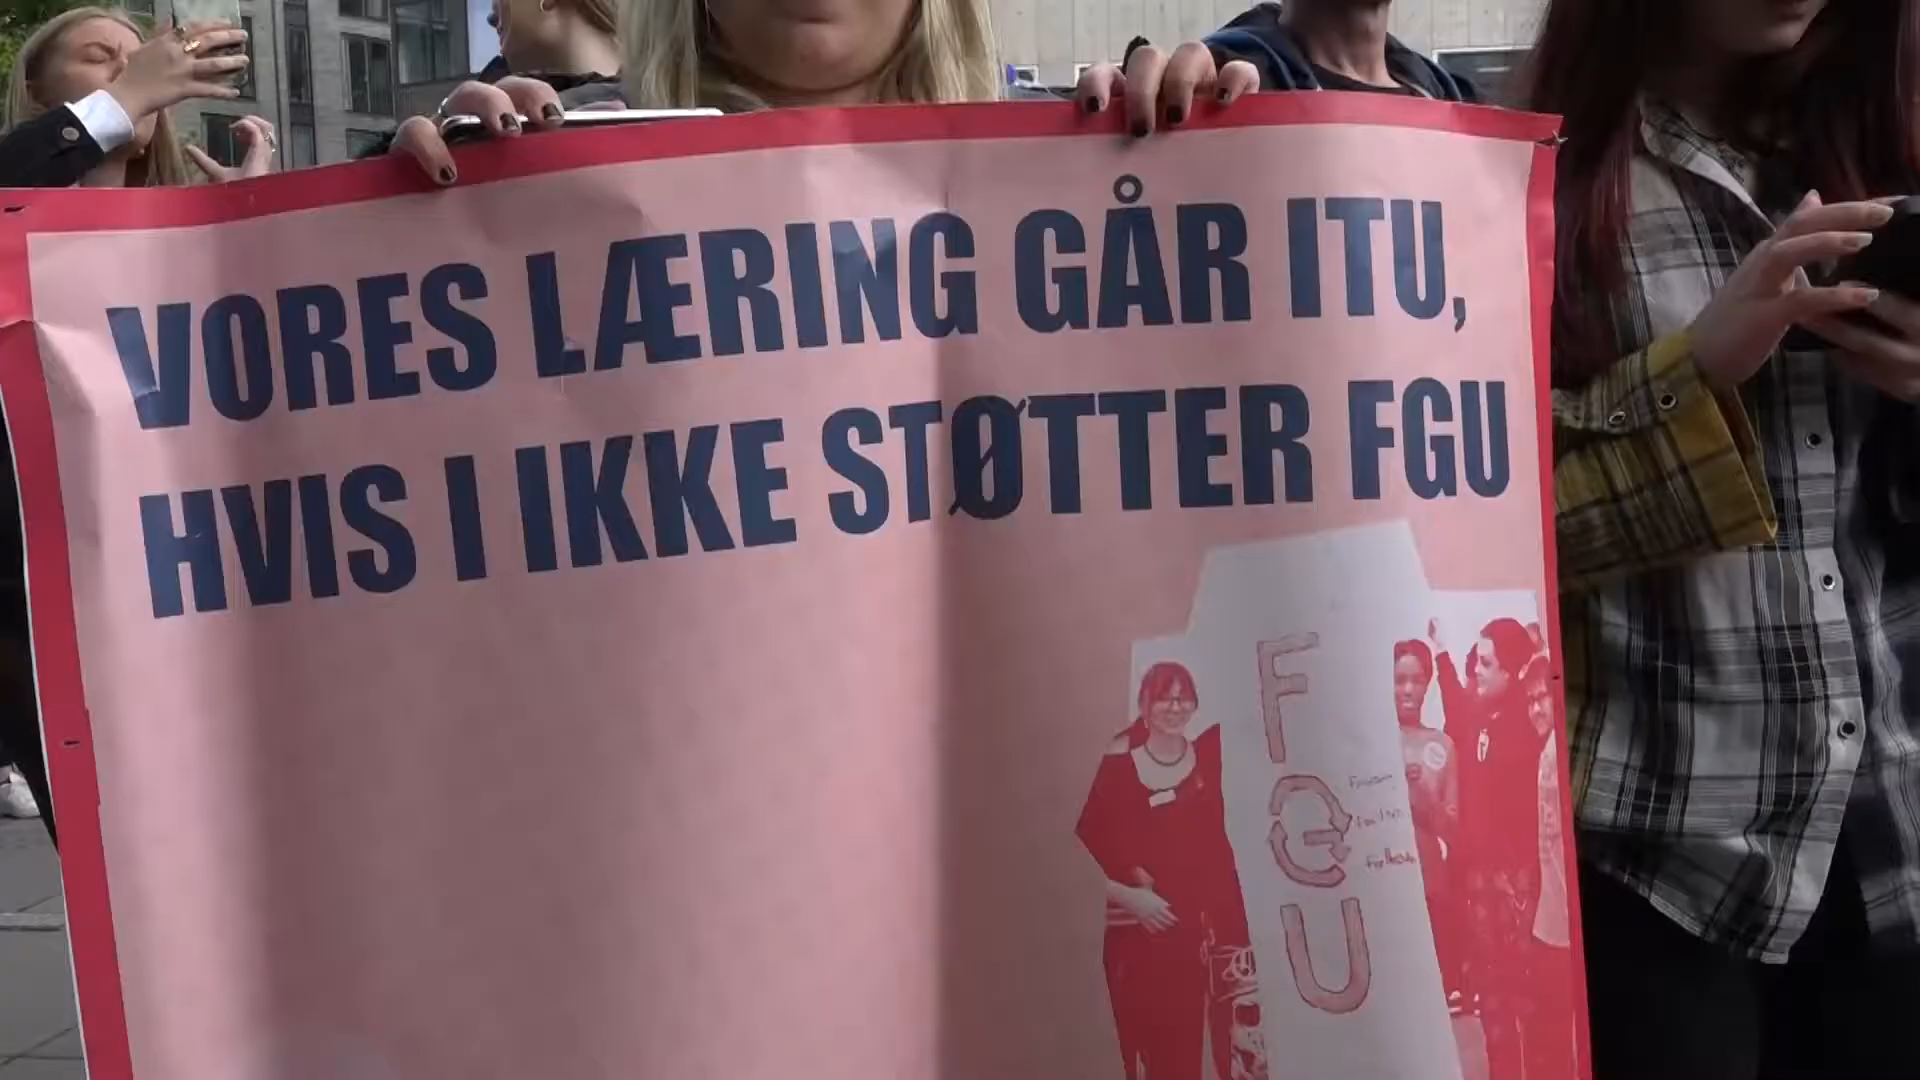 VORES LÆRING GÅR ITU,
HVIS I IKKE STØTTER FGU
F
G
U